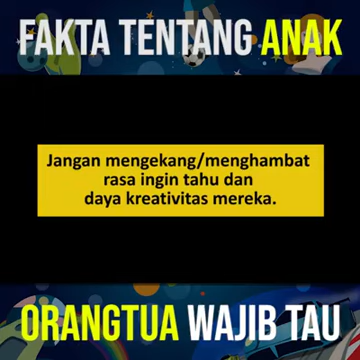 FAKTA TENTANG ANAK
Jangan mengekang/menghambat
rasa ingin tahu dan
daya kreativitas mereka.
ORANGTUA WAJIB TAU